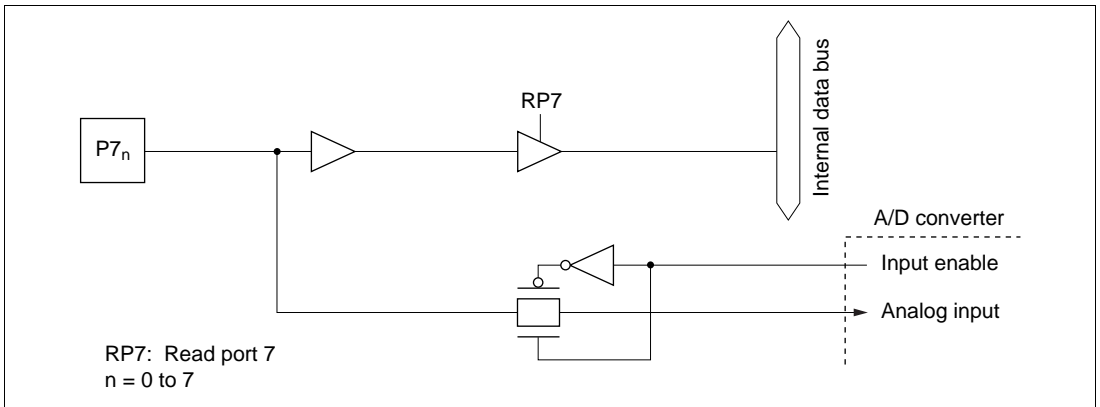 RP7
P7n
Internal data bus
A/D converter
Input enable
Analog input
RP7: Read port 7
n = 0 to 7